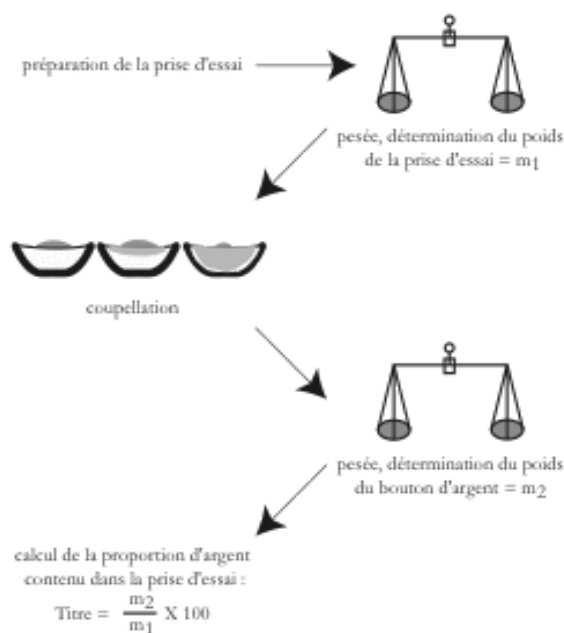 préparation de la prise d'essai
pesée, détermination du poids
de la prise d'essai = m1
coupellation
pesée, détermination du poids
du bouton d'argent = m2
calcul de la proportion d'argent
contenu dans la prise d'essai :
Titre = m2/m1 X 100